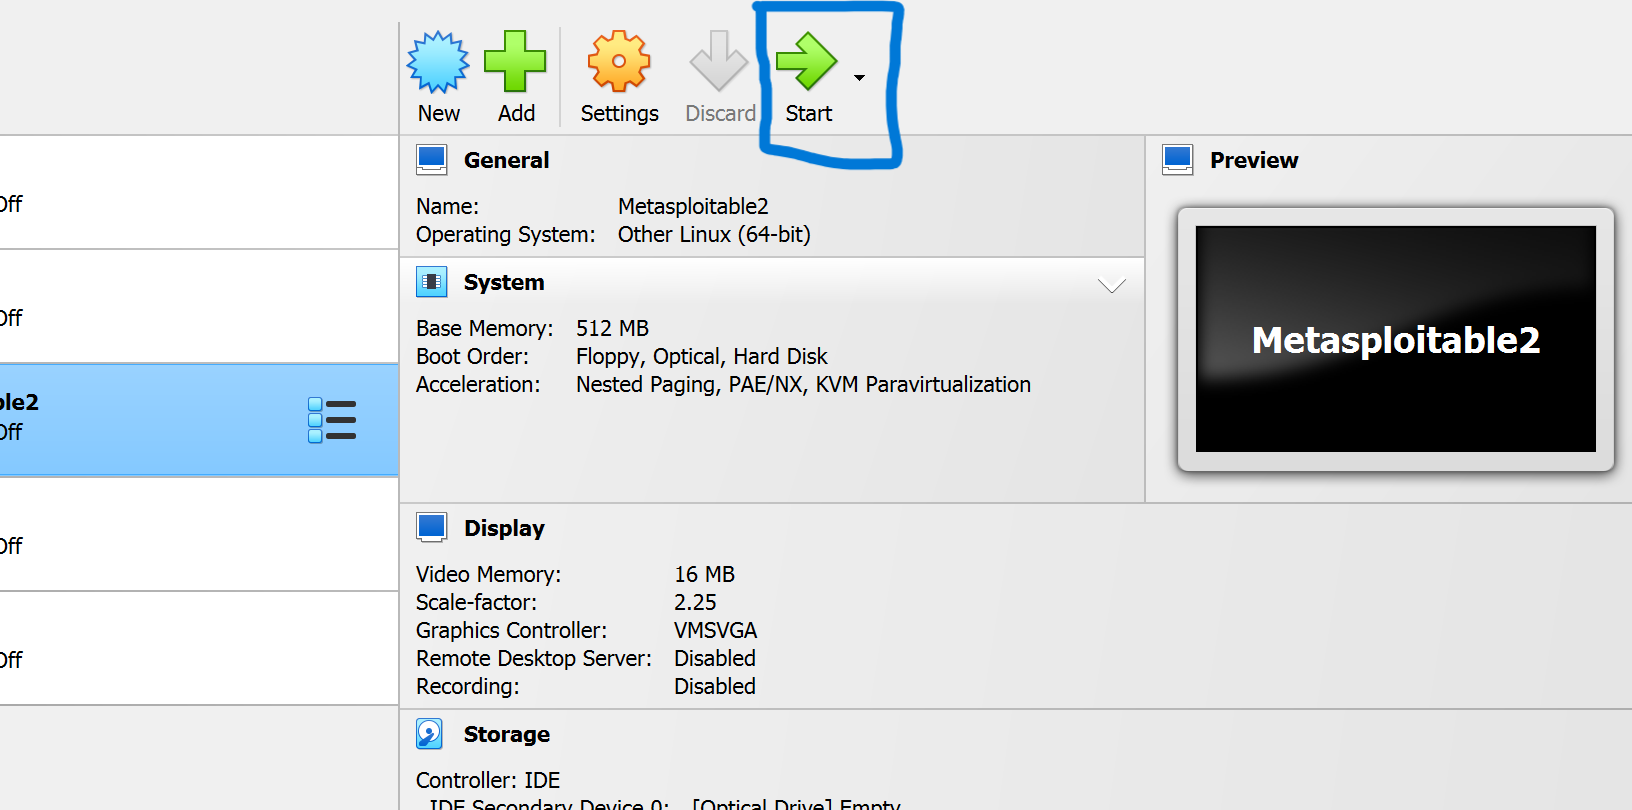 New Add Settings Discard Start
General
Name: Metasploitable2
Operating System: Other Linux (64-bit)
System
Base Memory: 512 MB
Boot Order: Floppy, Optical, Hard Disk
Acceleration: Nested Paging, PAE/NX, KVM Paravirtualization
Preview
Metasploitable2
Off
Off
ble2
Off
Off
Off
Display
Video Memory: 16 MB
Scale-factor: 2.25
Graphics Controller: VMSVGA
Remote Desktop Server: Disabled
Recording: Disabled
Storage
Controller: IDE
IDE Secondary Device 0: [Optical Drive] Empty